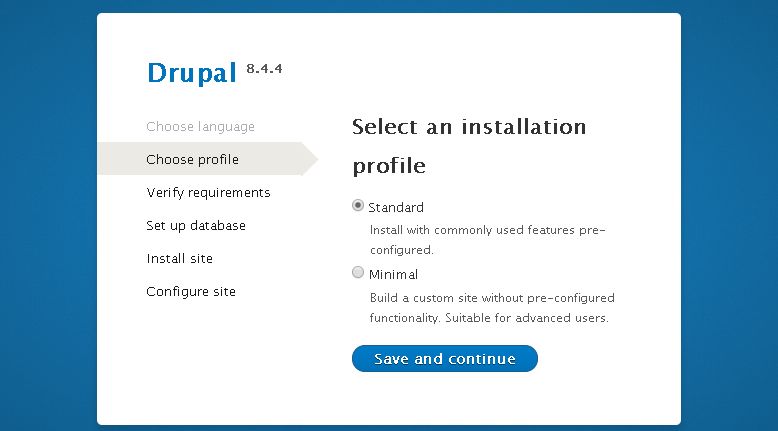 Drupal 8.4.4
Choose language
Choose profile
Verify requirements
Set up database
Install site
Configure site
Select an installation
profile
Standard
Install with commonly used features pre-
configured.
Minimal
Build a custom site without pre-configured
functionality. Suitable for advanced users.
Save and continue